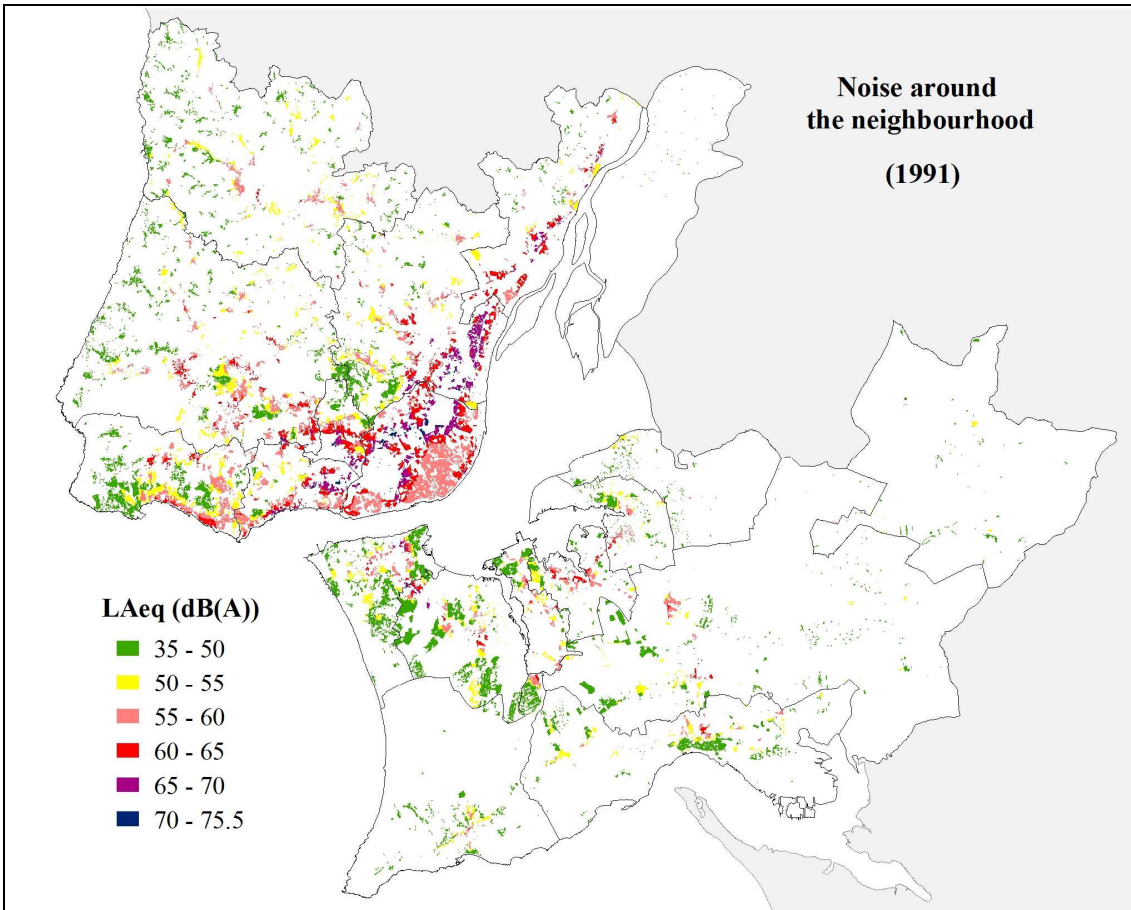 Noise around
the neighbourhood
(1991)
LAeq (dB(A))
35 - 50
50 - 55
55 - 60
60 - 65
65 - 70
70 - 75.5